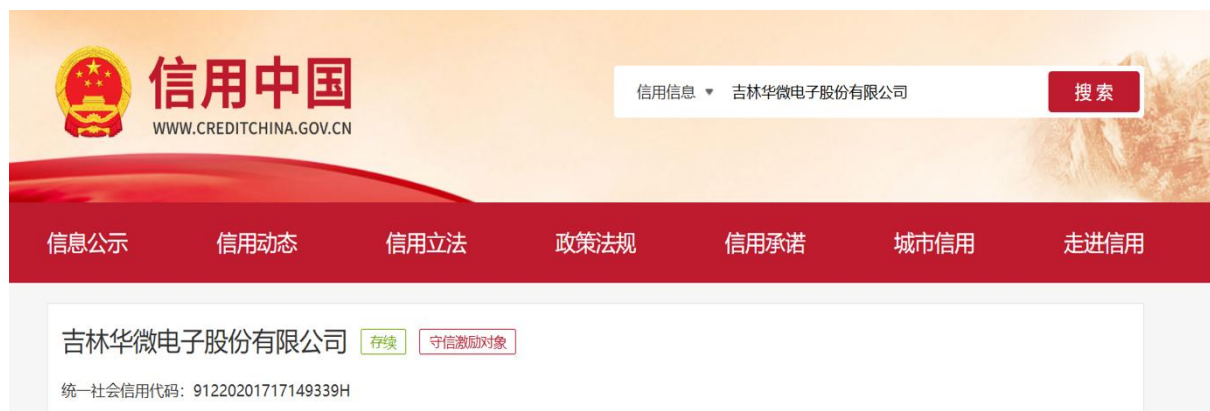 信用中国
WWW.CREDITCHINA.GOV.CN
信用信息 吉林华微电子股份有限公司 搜索
信息公示 信用动态 信用立法 政策法规 信用承诺 城市信用 走进信用
吉林华微电子股份有限公司 存续 守信激励对象
统一社会信用代码：91220201717149339H